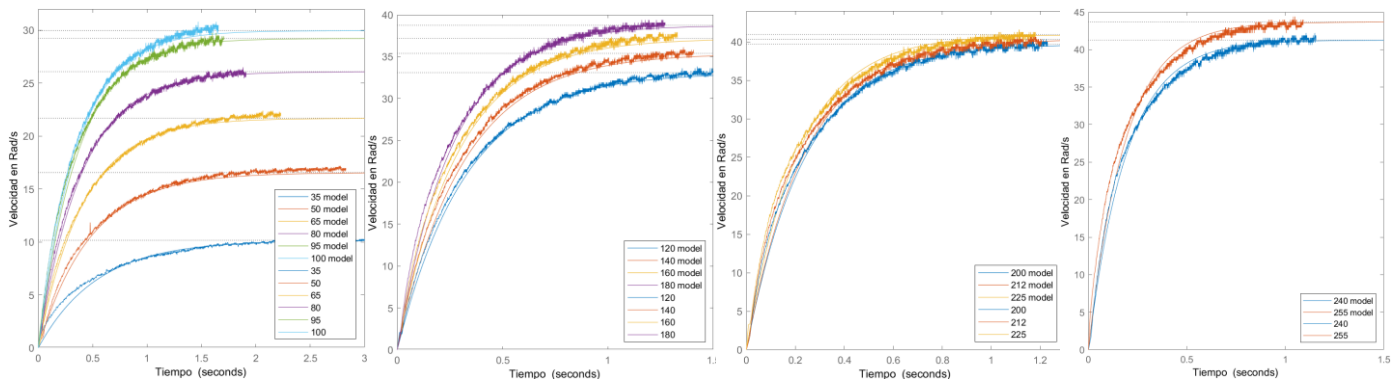 Velocidad en Rad/s
30
25
20
15
10
5
0
0 0.5 1 1.5 2 2.5 3
Tiempo (seconds)
35 model
50 model
65 model
80 model
95 model
100 model
35
50
65
80
95
100
Velocidad en Rad/s
40
35
30
25
20
15
10
5
0
0 0.5 1 1.5
Tiempo (seconds)
120 model
140 model
160 model
180 model
120
140
160
180
Velocidad en Rad/s
40
35
30
25
20
15
10
5
0
0 0.2 0.4 0.6 0.8 1 1.2
Tiempo (seconds)
200 model
212 model
225 model
200
212
225
Velocidad en Rad/s
45
40
35
30
25
20
15
10
5
0
0 0.5 1 1.5
Tiempo (seconds)
240 model
255 model
240
255